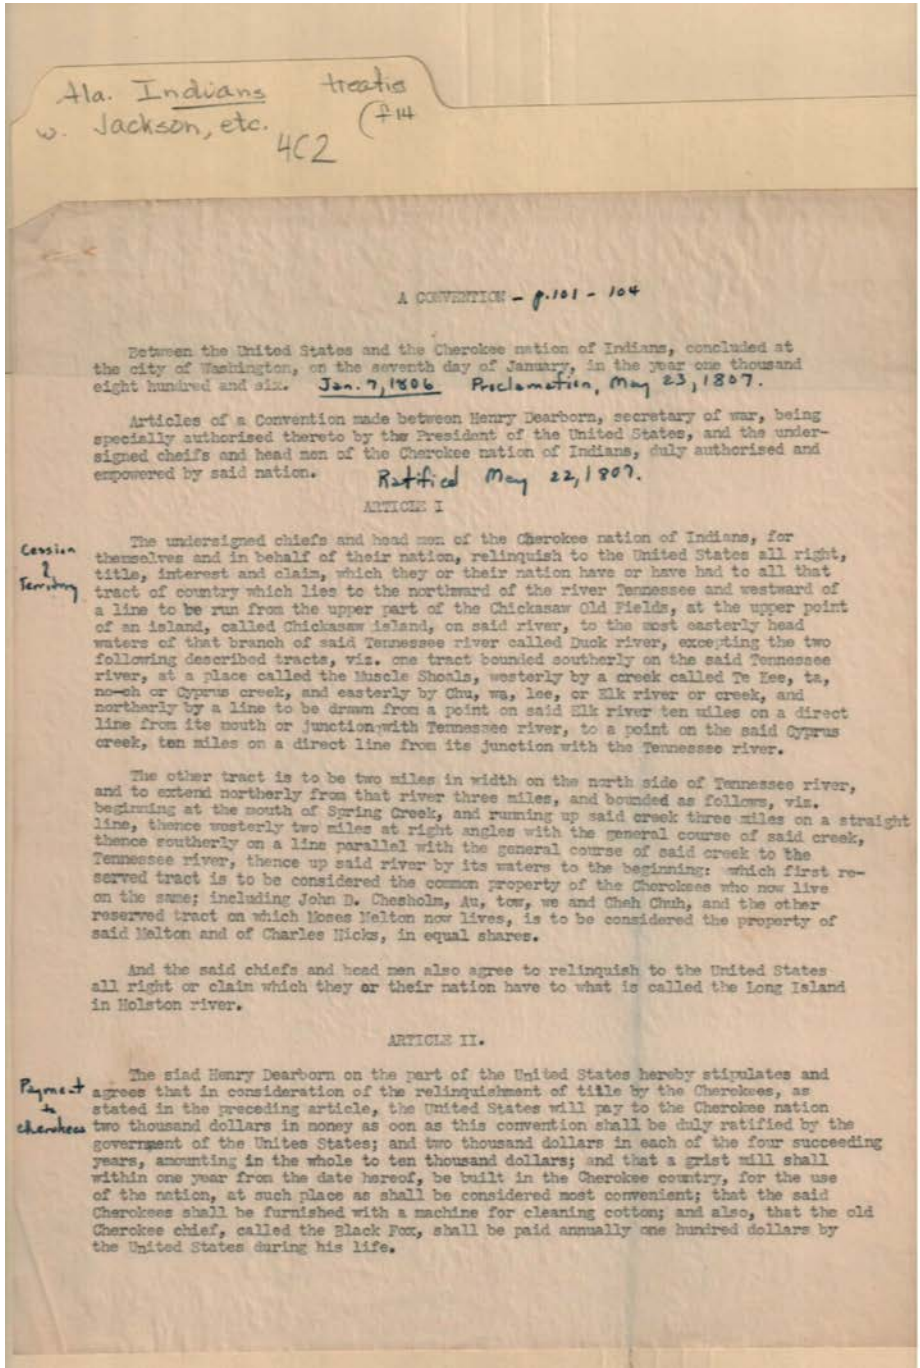 Ala. Indians treatie
w. Jackson, etc. (f 14
4C2
A CONVENTION - p.101 - 104
Between the United States and the Cherokee nation of Indians, concluded at
the city of Washington, on the seventh day of January, in the year one thousand
eight hundred and six. Jan. 7, 1806 Proclamation, May 23, 1807.
Articles of a Convention made between Henry Dearborn, secretary of war, being
specially authorised thereto by the President of the United States, and the under-
signed cheifs and head men of the Cherokee nation of Indians, duly authorised and
empowered by said nation. Ratified May 22, 1807.
ARTICLE I
Cession
Territory
The undersigned chiefs and head men of the Cherokee nation of Indians, for
themselves and in behalf of their nation, relinquish to the United States all right,
title, interest and claim, which they or their nation have or have had to all that
tract of country which lies to the northward of the river Tennessee and westward of
a line to be run from the upper part of the Chickasaw Old Fields, at the upper point
of an island, called Chickasaw island, on said river, to the most easterly head
waters of that branch of said Tennessee river called Duck river, excepting the two
following described tracts, viz. one tract bounded southerly on the said Tennessee
river, at a place called the Muscle Shoals, westerly by a creek called Te Kee, ta,
no-eh or Cyprus creek, and easterly by Chu, wa, lee, or Elk river or creek, and
northerly by a line to be drawn from a point on said Elk river ten miles on a direct
line from its mouth or junction with Tennessee river, to a point on the said Cyprus
creek, ten miles on a direct line from its junction with the Tennessee river.
The other tract is to be two miles in width on the north side of Tennessee river,
and to extend northerly from that river three miles, and bounded as follows, viz.
beginning at the mouth of Spring Creek, and running up said creek three miles on a straight
line, thence westerly two miles at right angles with the general course of said creek,
thence southerly on a line parallel with the general course of said creek to the
Tennessee river, thence up said river by its waters to the beginning: which first re-
served tract is to be considered the common property of the Cherokees who now live
on the same; including John D. Chesholm, Au, tow, we and Cheh Chuh, and the other
reserved tract on which Moses Melton now lives, is to be considered the property of
said Melton and of Charles Hicks, in equal shares.
And the said chiefs and head men also agree to relinquish to the United States
all right or claim which they or their nation have to what is called the Long Island
in Holston river.
ARTICLE II.
Payment
to
Cherokees
The siad Henry Dearborn on the part of the United States hereby stipulates and
agrees that in consideration of the relinquishment of title by the Cherokees, as
stated in the preceding article, the United States will pay to the Cherokee nation
two thousand dollars in money as oon as this convention shall be duly ratified by the
government of the Unites States; and two thousand dollars in each of the four succeeding
years, amounting in the whole to ten thousand dollars; and that a grist mill shall
within one year from the date hereof, be built in the Cherokee country, for the use
of the nation, at such place as shall be considered most convenient; that the said
Cherokees shall be furnished with a machine for cleaning cotton; and also, that the old
Cherokee chief, called the Black Fox, shall be paid annually one hundred dollars by
the United States during his life.